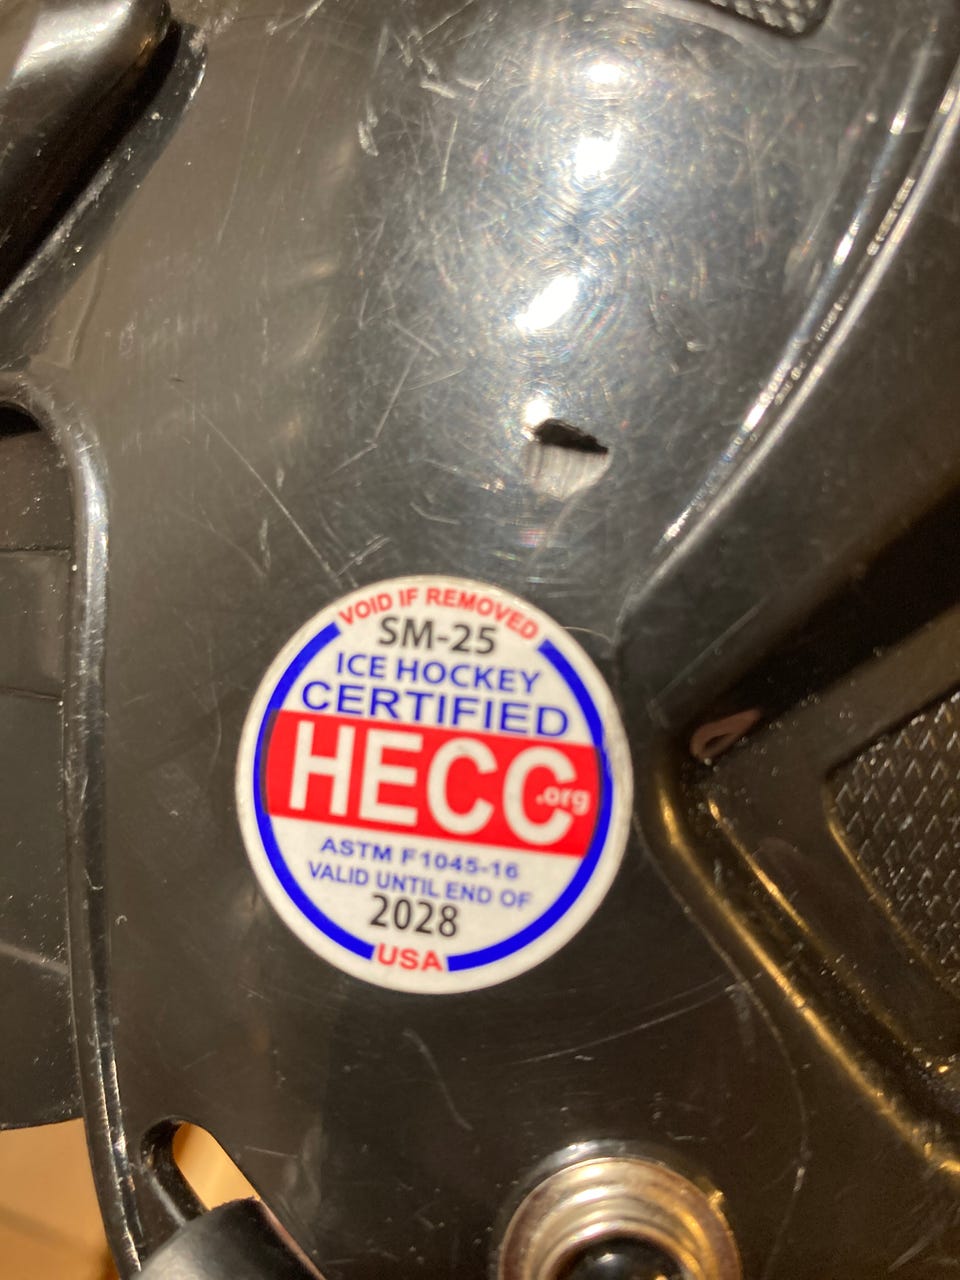 VOID IF REMOVED
SM-25
ICE HOCKEY
CERTIFIED
HECC.org
ASTM F1045-16
VALID UNTIL END OF
2028
USA